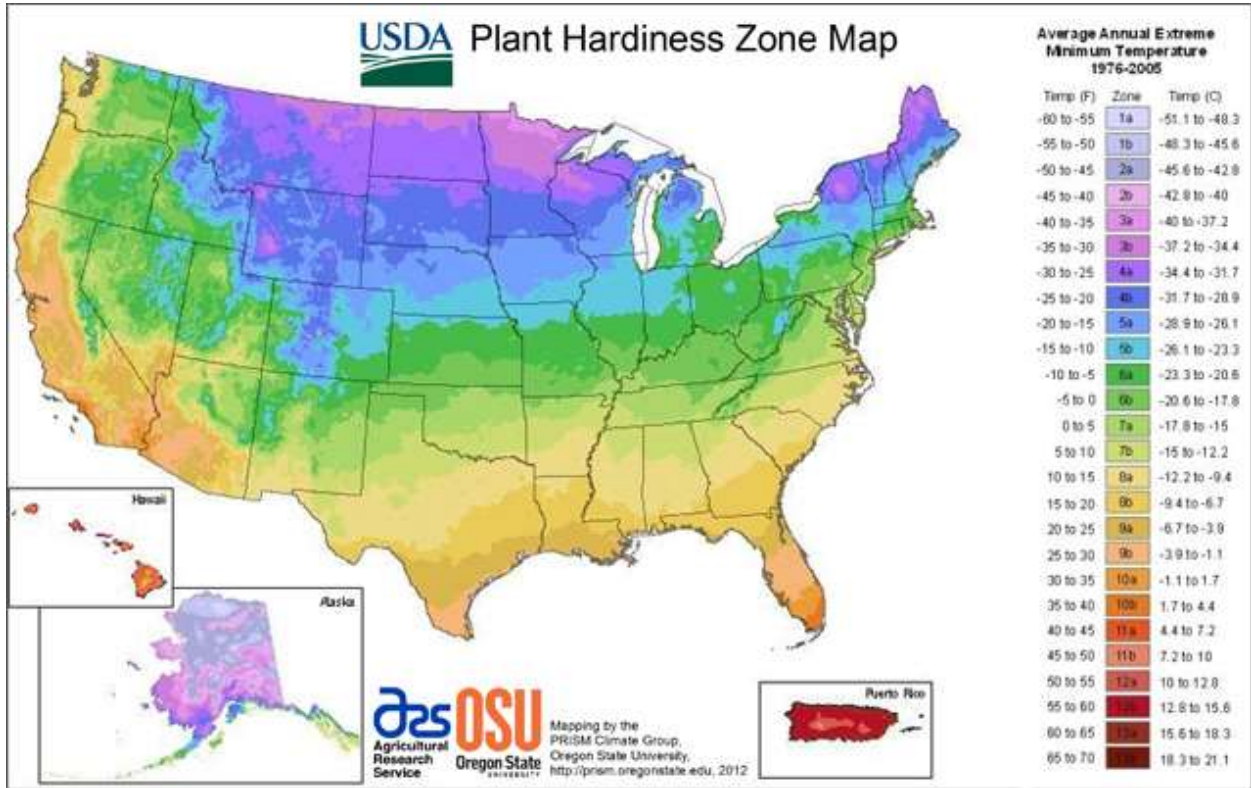 USDA
Plant Hardiness Zone Map
Average Annual Extreme
Minimum Temperature
1976-2005
Temp (F) Zone Temp (C)
-60 to -55 1a -51.1 to -48.3
-55 to -50 1b -48.3 to -45.6
-50 to -45 2a -45.6 to -42.8
-45 to -40 2b -42.8 to -40
-40 to -35 3a -40 to -37.2
-35 to -30 3b -37.2 to -34.4
-30 to -25 4a -34.4 to -31.7
-25 to -20 4b -31.7 to -28.9
-20 to -15 5a -28.9 to -26.1
-15 to -10 5b -26.1 to -23.3
-10 to -5 6a -23.3 to -20.6
-5 to 0 6b -20.6 to -17.8
0 to 5 7a -17.8 to -15
5 to 10 7b -15 to -12.2
10 to 15 8a -12.2 to -9.4
15 to 20 8b -9.4 to -6.7
20 to 25 9a -6.7 to -3.9
25 to 30 9b -3.9 to -1.1
30 to 35 10a -1.1 to 1.7
35 to 40 10b 1.7 to 4.4
40 to 45 11a 4.4 to 7.2
45 to 50 11b 7.2 to 10
50 to 55 12a 10 to 12.8
55 to 60 12b 12.8 to 15.6
60 to 65 13a 15.6 to 18.3
65 to 70 13b 18.3 to 21.1
Hawaii
Alaska
Puerto Rico
ars
Agricultural
Research
Service
OSU
Oregon State
UNIVERSITY
Mapping by the
PRISM Climate Group,
Oregon State University,
http://prism.oregonstate.edu, 2012